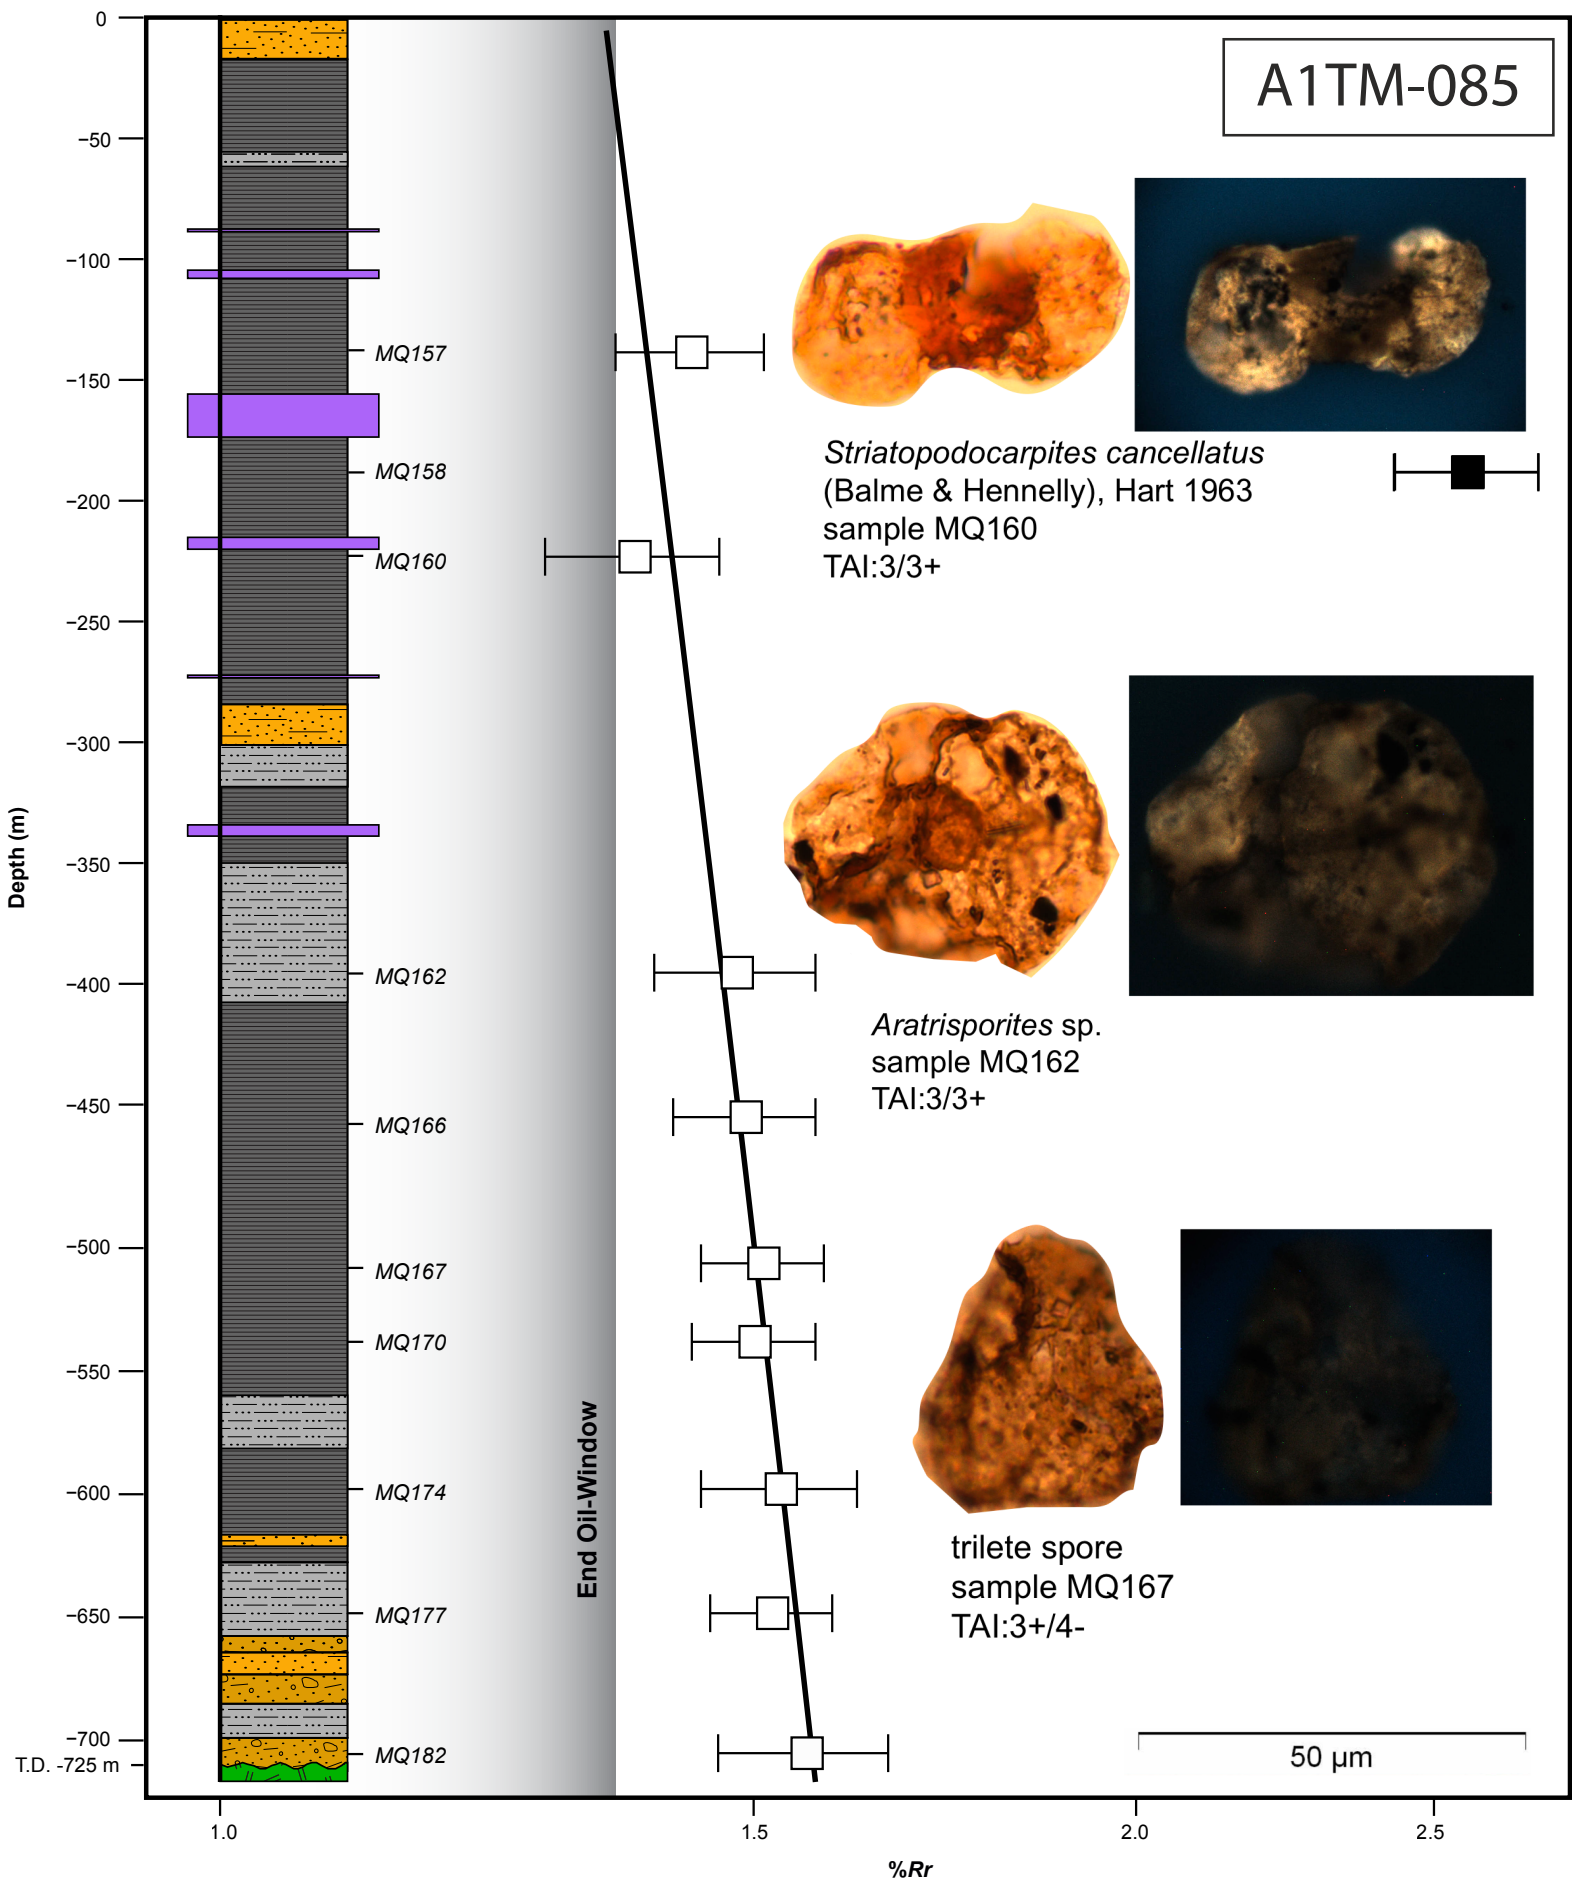 A1TM-085
0
−50
−100
−150
−200
−250
−300
−350
−400
−450
−500
−550
−600
−650
−700
T.D. -725 m
Depth (m)
MQ157
MQ158
MQ160
MQ162
MQ166
MQ167
MQ170
MQ174
MQ177
MQ182
End Oil-Window
Striatopodocarpites cancellatus
(Balme & Hennelly), Hart 1963
sample MQ160
TAI:3/3+
Aratrisporites sp.
sample MQ162
TAI:3/3+
trilete spore
sample MQ167
TAI:3+/4-
50 µm
1.0
1.5
2.0
2.5
%Rr